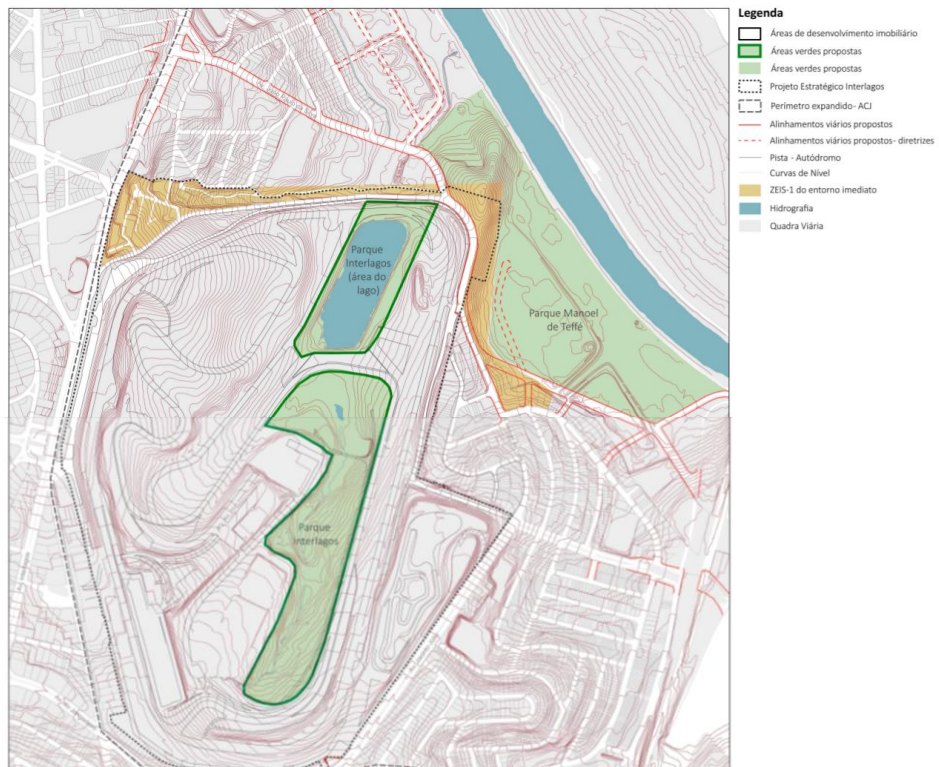 Legenda
Áreas de desenvolvimento imobiliário
Áreas verdes propostas
Áreas verdes propostas
Projeto Estratégico Interlagos
Perímetro expandido- ACJ
Alinhamentos viários propostos
Alinhamentos viários propostos- diretrizes
Pista - Autódromo
Curvas de Nível
ZEIS-1 do entorno imediato
Hidrografia
Quadra Viária
Parque
Interlagos
(área do
lago)
Parque Manoel
de Teffé
Parque
Interlagos